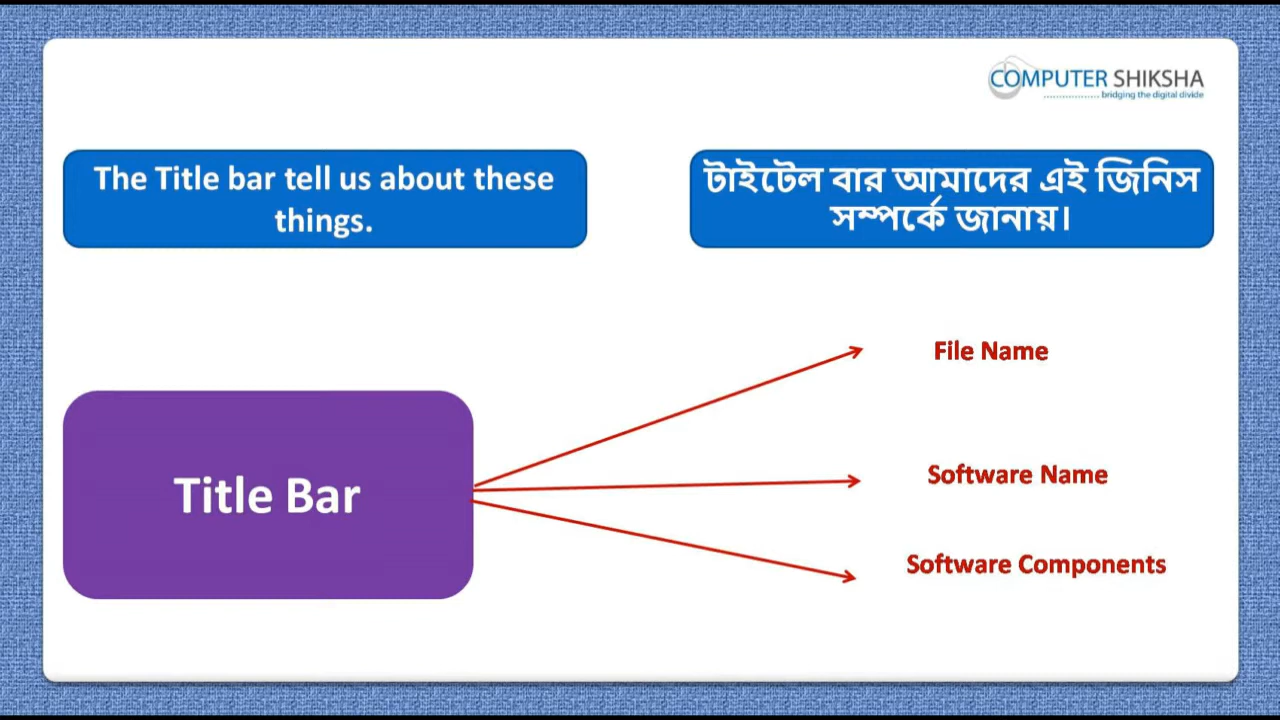 COMPUTER SHIKSHA
bridging the digital divide
The Title bar tell us about these
things.
টাইটেল বার আমাদের এই জিনিস
সম্পর্কে জানায়।
File Name
Title Bar
Software Name
Software Components